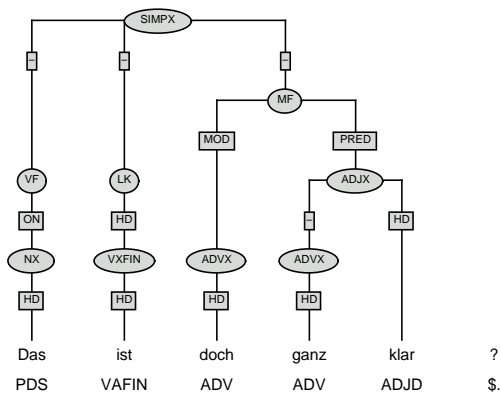 SIMPX
– – –
MF
MOD PRED
VF LK ADJX
ON HD – HD
NX VXFIN ADVX ADVX
HD HD HD HD
Das ist doch ganz klar ?
PDS VAFIN ADV ADV ADJD $.